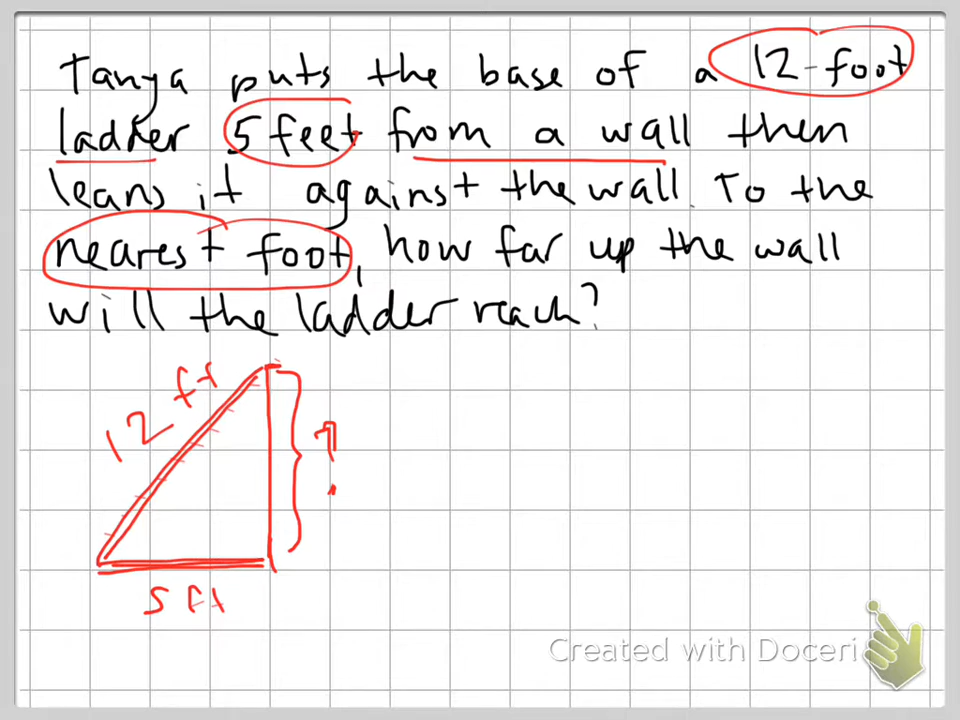 Tanya puts the base of a 12-foot
ladder 5 feet from a wall then
leans it against the wall. To the
nearest foot, how far up the wall
will the ladder reach?
12 ft
?
5 ft
Created with Doceri